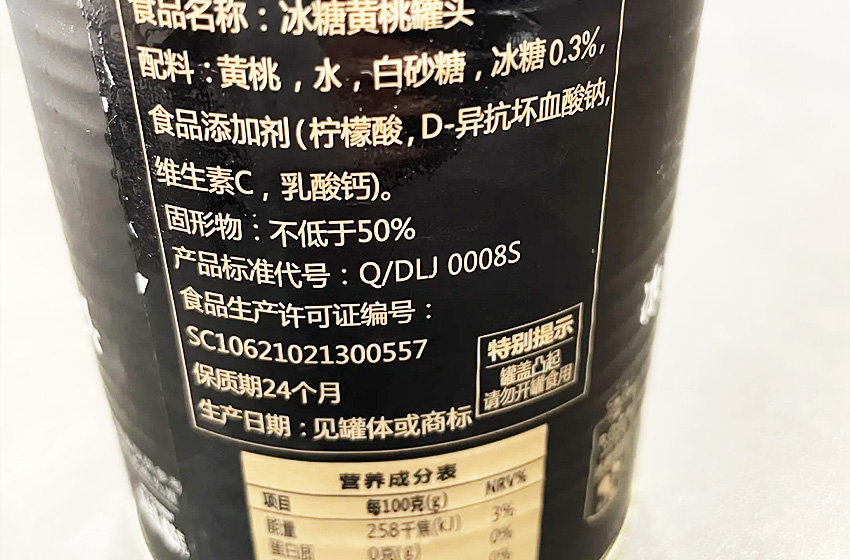 食品名称：冰糖黄桃罐头
配料：黄桃，水，白砂糖，冰糖0.3%，
食品添加剂(柠檬酸，D-异抗坏血酸钠，
维生素C，乳酸钙)。
固形物：不低于50%
产品标准代号：Q/DLJ 0008S
食品生产许可证编号：
SC10621021300557
保质期24个月
生产日期：见罐体或商标
特别提示
罐盖凸起
请勿开罐食用
营养成分表
项目 每100克(g) NRV%
能量 258千焦(kJ) 3%
蛋白质 0克(g) 0%
0%